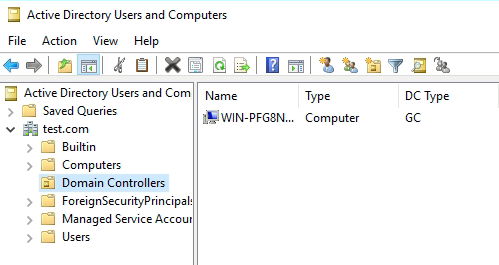 Active Directory Users and Computers
File Action View Help
Active Directory Users and Com
Saved Queries
test.com
Builtin
Computers
Domain Controllers
ForeignSecurityPrincipals
Managed Service Accour
Users
Name Type DC Type
WIN-PFG8N... Computer GC